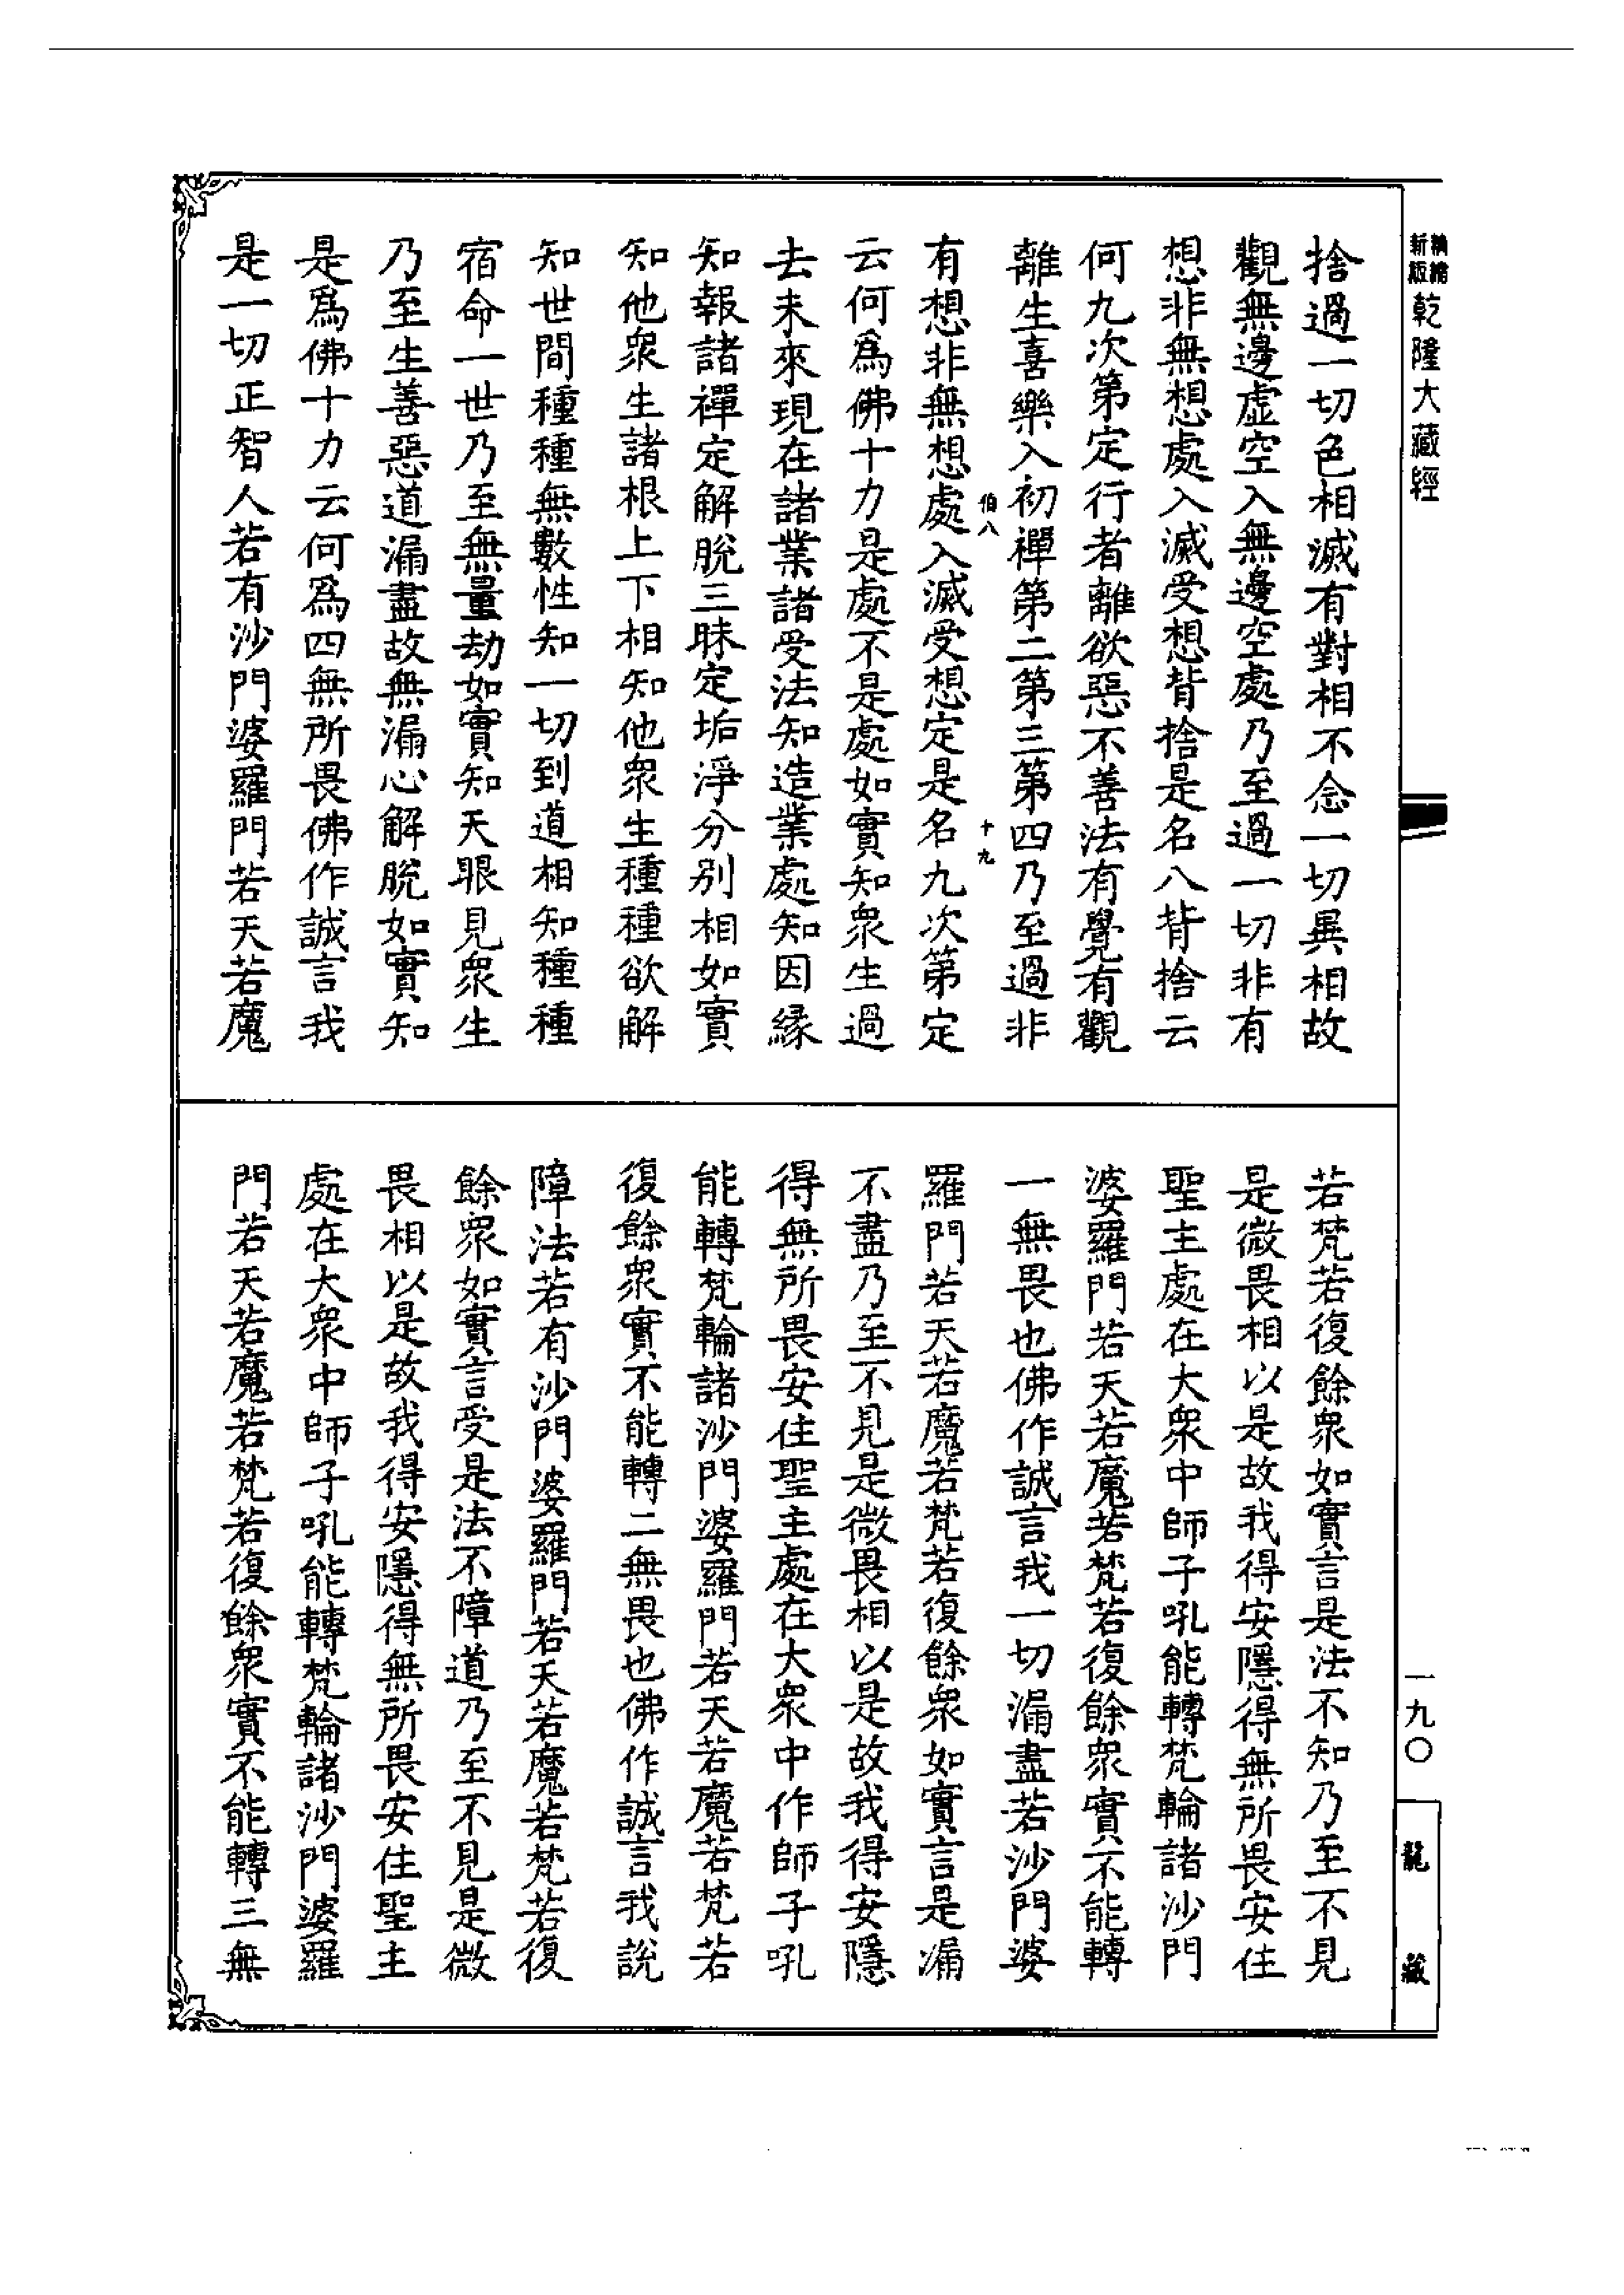 新版精縮乾隆大藏經
捨過一切色相滅有對相不念一切異相故
觀無邊虛空入無邊空處乃至過一切非有
想非無想處入滅受想背捨是名八背捨云
何九次第定行者離欲惡不善法有覺有觀
離生喜樂入初禪第二第三第四乃至過非
伯八
十九
有想非無想處入滅受想定是名九次第定
云何爲佛十力是處不是處如實知衆生過
去未來現在諸業諸受法知造業處知因緣
知報諸禪定解脫三昧定垢淨分別相如實
知他衆生諸根上下相知他衆生種種欲解
知世間種種無數性知一切到道相知種種
宿命一世乃至無量劫如實知天眼見衆生
乃至生善惡道漏盡故無漏心解脫如實知
是爲佛十力云何爲四無所畏佛作誠言我
是一切正智人若有沙門婆羅門若天若魔
若梵若復餘衆如實言是法不知乃至不見
是微畏相以是故我得安隱得無所畏安住
聖主處在大衆中師子吼能轉梵輪諸沙門
婆羅門若天若魔若梵若復餘衆實不能轉
一無畏也佛作誠言我一切漏盡若沙門婆
羅門若天若魔若梵若復餘衆如實言是漏
不盡乃至不見是微畏相以是故我得安隱
得無所畏安住聖主處在大衆中作師子吼
能轉梵輪諸沙門婆羅門若天若魔若梵若
復餘衆實不能轉二無畏也佛作誠言我說
障法若有沙門婆羅門若天若魔若梵若復
餘衆如實言受是法不障道乃至不見是微
畏相以是故我得安隱得無所畏安住聖主
處在大衆中師子吼能轉梵輪諸沙門婆羅
門若天若魔若梵若復餘衆實不能轉三無
一九〇
龍藏